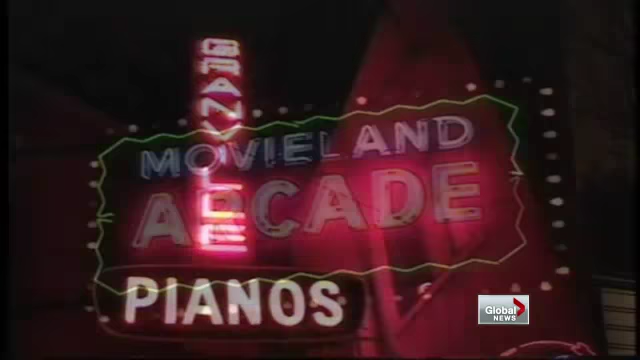 GRANVILLE
MOVIELAND
ARCADE
PIANOS
Global
NEWS